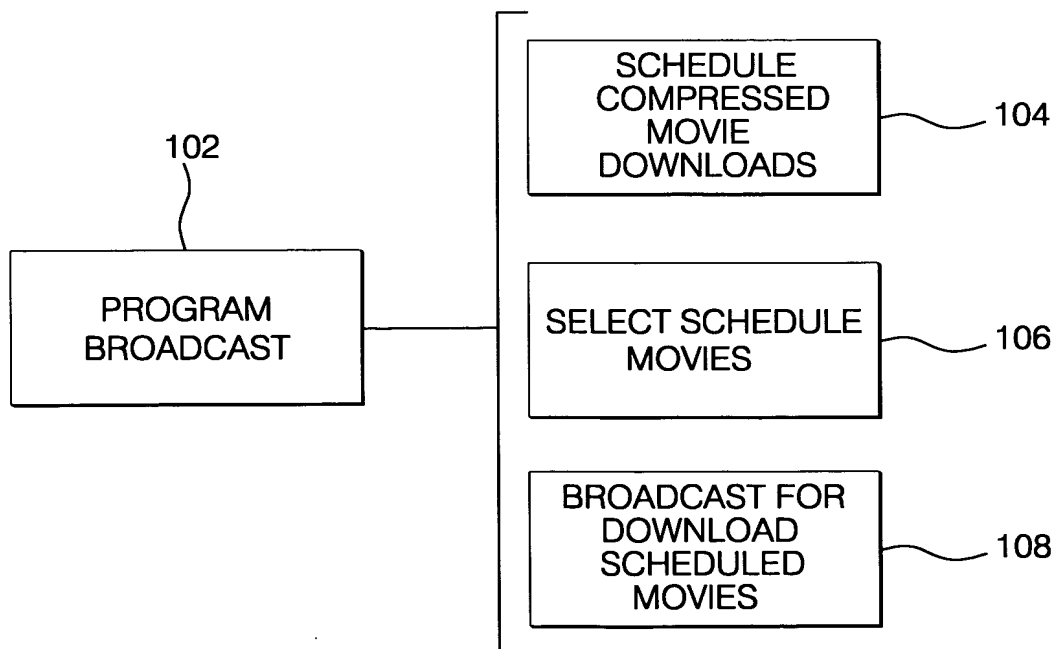 102
PROGRAM
BROADCAST
SCHEDULE
COMPRESSED
MOVIE
DOWNLOADS
104
SELECT SCHEDULE
MOVIES
106
BROADCAST FOR
DOWNLOAD
SCHEDULED
MOVIES
108